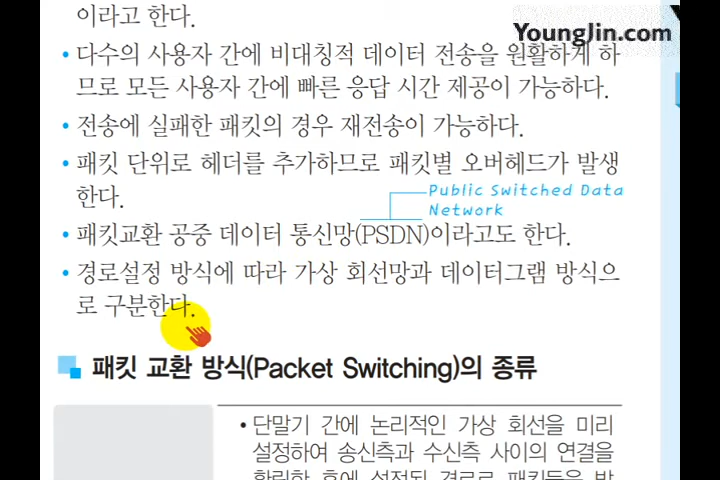 이라고 한다.
YoungJin.com
• 다수의 사용자 간에 비대칭적 데이터 전송을 원활하게 하
므로 모든 사용자 간에 빠른 응답 시간 제공이 가능하다.
• 전송에 실패한 패킷의 경우 재전송이 가능하다.
• 패킷 단위로 헤더를 추가하므로 패킷별 오버헤드가 발생
한다.
Public Switched Data
Network
• 패킷교환 공중 데이터 통신망(PSDN)이라고도 한다.
• 경로설정 방식에 따라 가상 회선망과 데이터그램 방식으
로 구분한다.
패킷 교환 방식(Packet Switching)의 종류
• 단말기 간에 논리적인 가상 회선을 미리
설정하여 송신측과 수신측 사이의 연결을